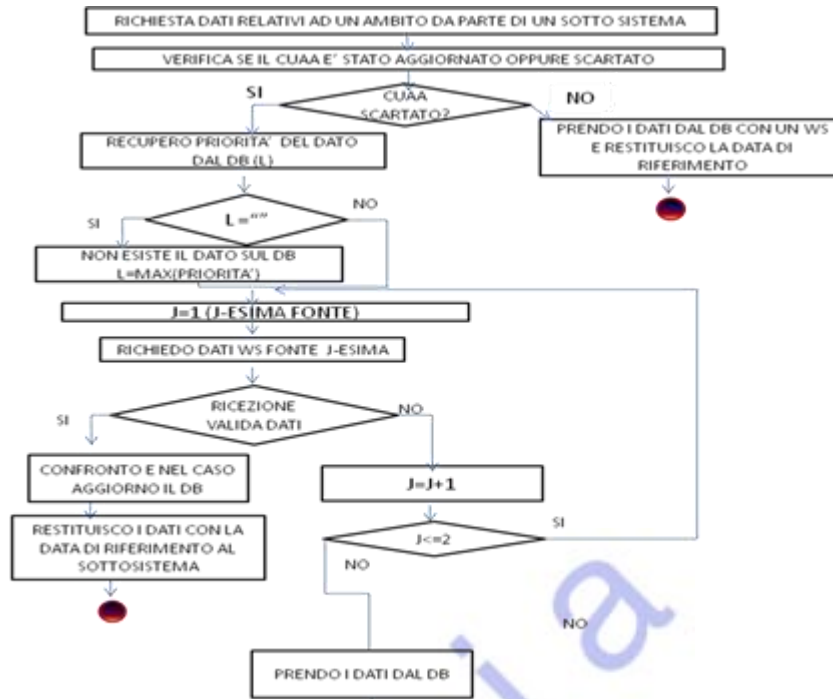 RICHIESTA DATI RELATIVI AD UN AMBITO DA PARTE DI UN SOTTO SISTEMA
VERIFICA SE IL CUAA E' STATO AGGIORNATO OPPURE SCARTATO
SI
CUAA
SCARTATO?
NO
RECUPERO PRIORITA' DEL DATO
DAL DB (L)
PRENDO I DATI DAL DB CON UN WS
E RESTITUISCO LA DATA DI
RIFERIMENTO
SI
L =""
NO
NON ESISTE IL DATO SUL DB
L=MAX(PRIORITA')
J=1 (J-ESIMA FONTE)
RICHIEDO DATI WS FONTE J-ESIMA
SI
RICEZIONE
VALIDA DATI
NO
CONFRONTO E NEL CASO
AGGIORNO IL DB
J=J+1
RESTITUISCO I DATI CON LA
DATA DI RIFERIMENTO AL
SOTTOSISTEMA
J<=2
SI
NO
NO
PRENDO I DATI DAL DB